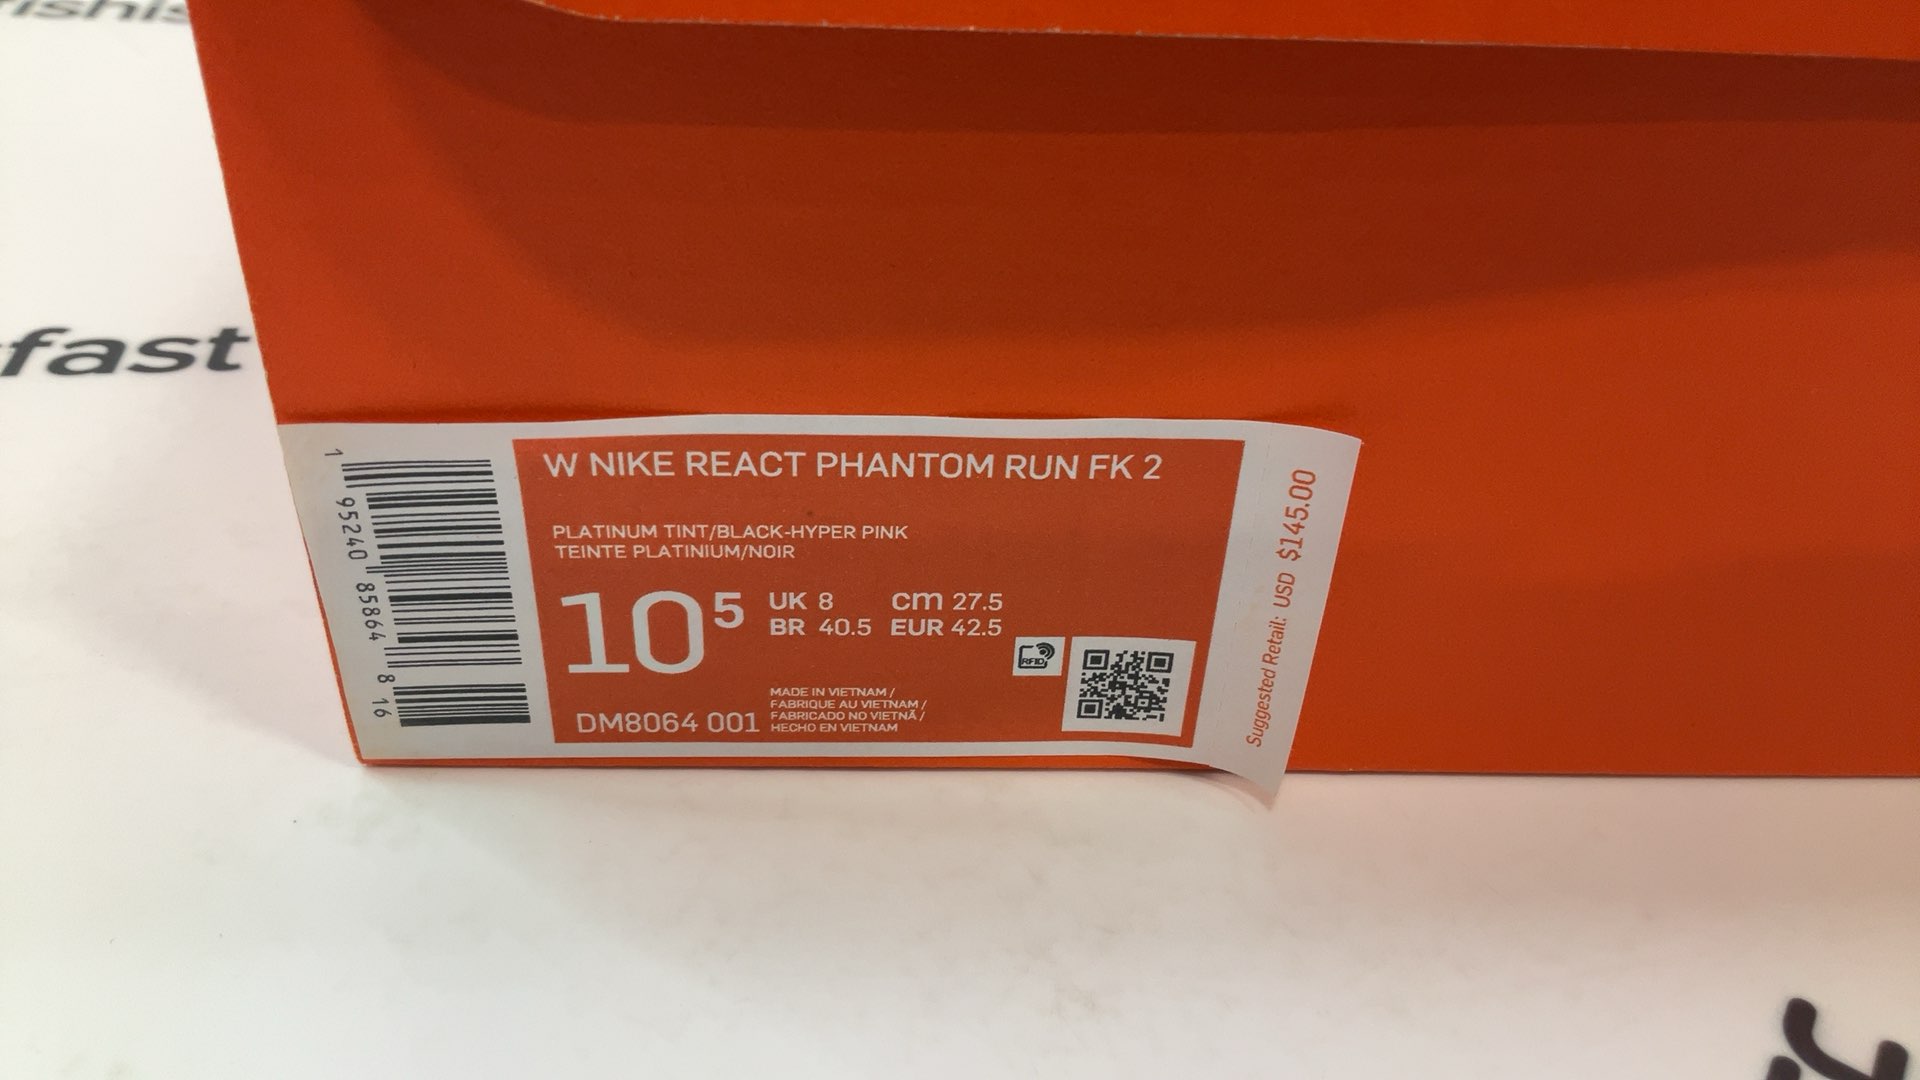 fast
W NIKE REACT PHANTOM RUN FK 2
PLATINUM TINT/BLACK-HYPER PINK
TEINTE PLATINIUM/NOIR
10 5
UK 8 cm 27.5
BR 40.5 EUR 42.5
RFID
DM8064 001
MADE IN VIETNAM /
FABRIQUE AU VIETNAM /
FABRICADO NO VIETNÃ /
HECHO EN VIETNAM
1 95240 85864 8 16
Suggested Retail: USD $145.00